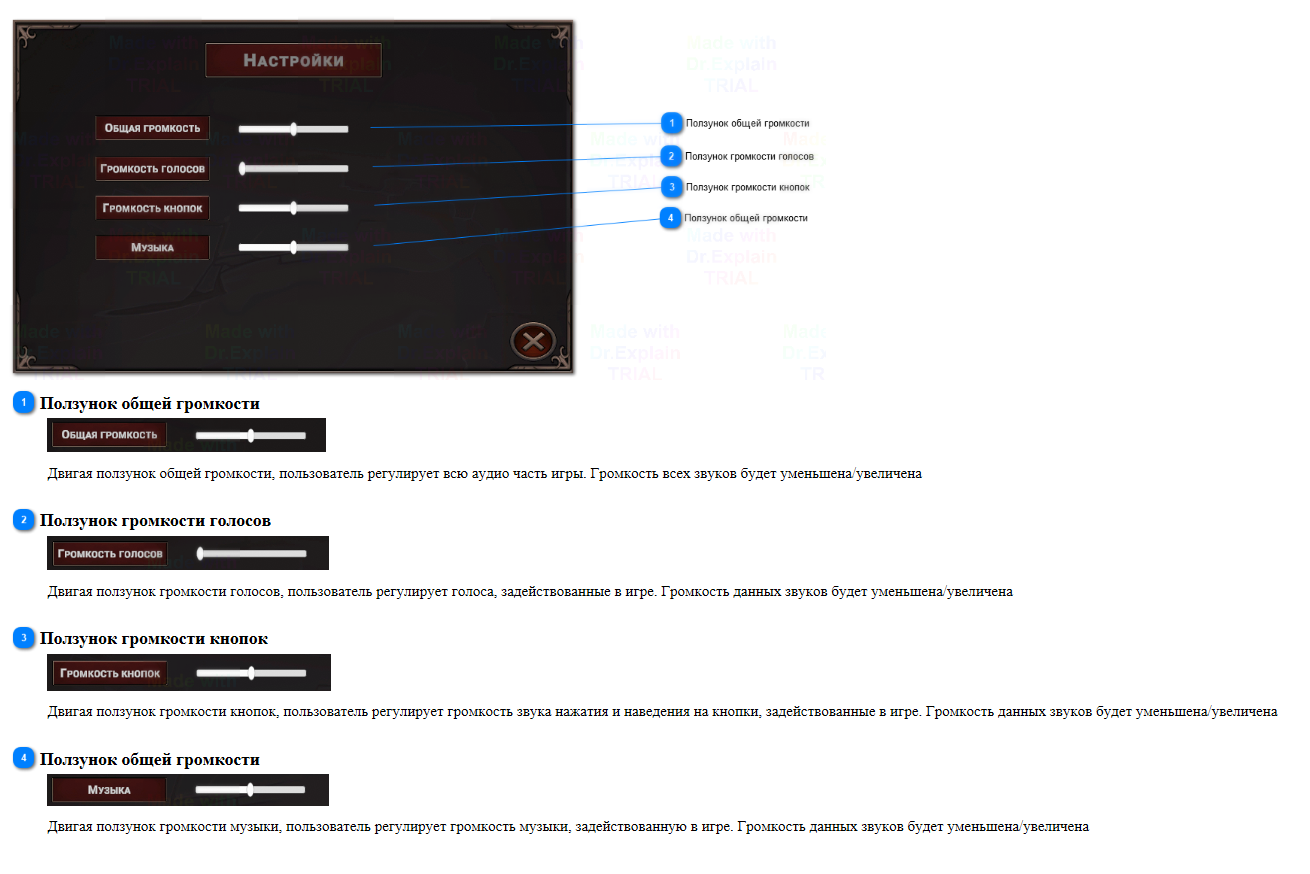 Настройки
Общая громкость
Громкость голосов
Громкость кнопок
Музыка
1 Ползунок общей громкости
2 Ползунок громкости голосов
3 Ползунок громкости кнопок
4 Ползунок общей громкости
Made with
Dr.Explain
TRIAL
1 Ползунок общей громкости
Общая громкость
Двигая ползунок общей громкости, пользователь регулирует всю аудио часть игры. Громкость всех звуков будет уменьшена/увеличена
2 Ползунок громкости голосов
Громкость голосов
Двигая ползунок громкости голосов, пользователь регулирует голоса, задействованные в игре. Громкость данных звуков будет уменьшена/увеличена
3 Ползунок громкости кнопок
Громкость кнопок
Двигая ползунок громкости кнопок, пользователь регулирует громкость звука нажатия и наведения на кнопки, задействованные в игре. Громкость данных звуков будет уменьшена/увеличена
4 Ползунок общей громкости
Музыка
Двигая ползунок громкости музыки, пользователь регулирует громкость музыки, задействованную в игре. Громкость данных звуков будет уменьшена/увеличена